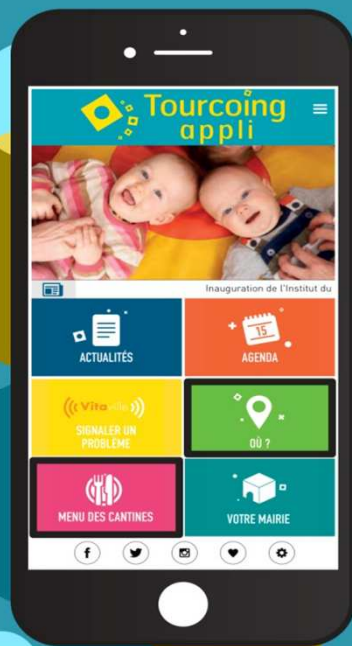 Tourcoing
appli
Inauguration de l'Institut du
ACTUALITÉS
15
AGENDA
((( Vita ville )))
SIGNALER UN
PROBLÈME
OÙ ?
MENU DES CANTINES
VOTRE MAIRIE